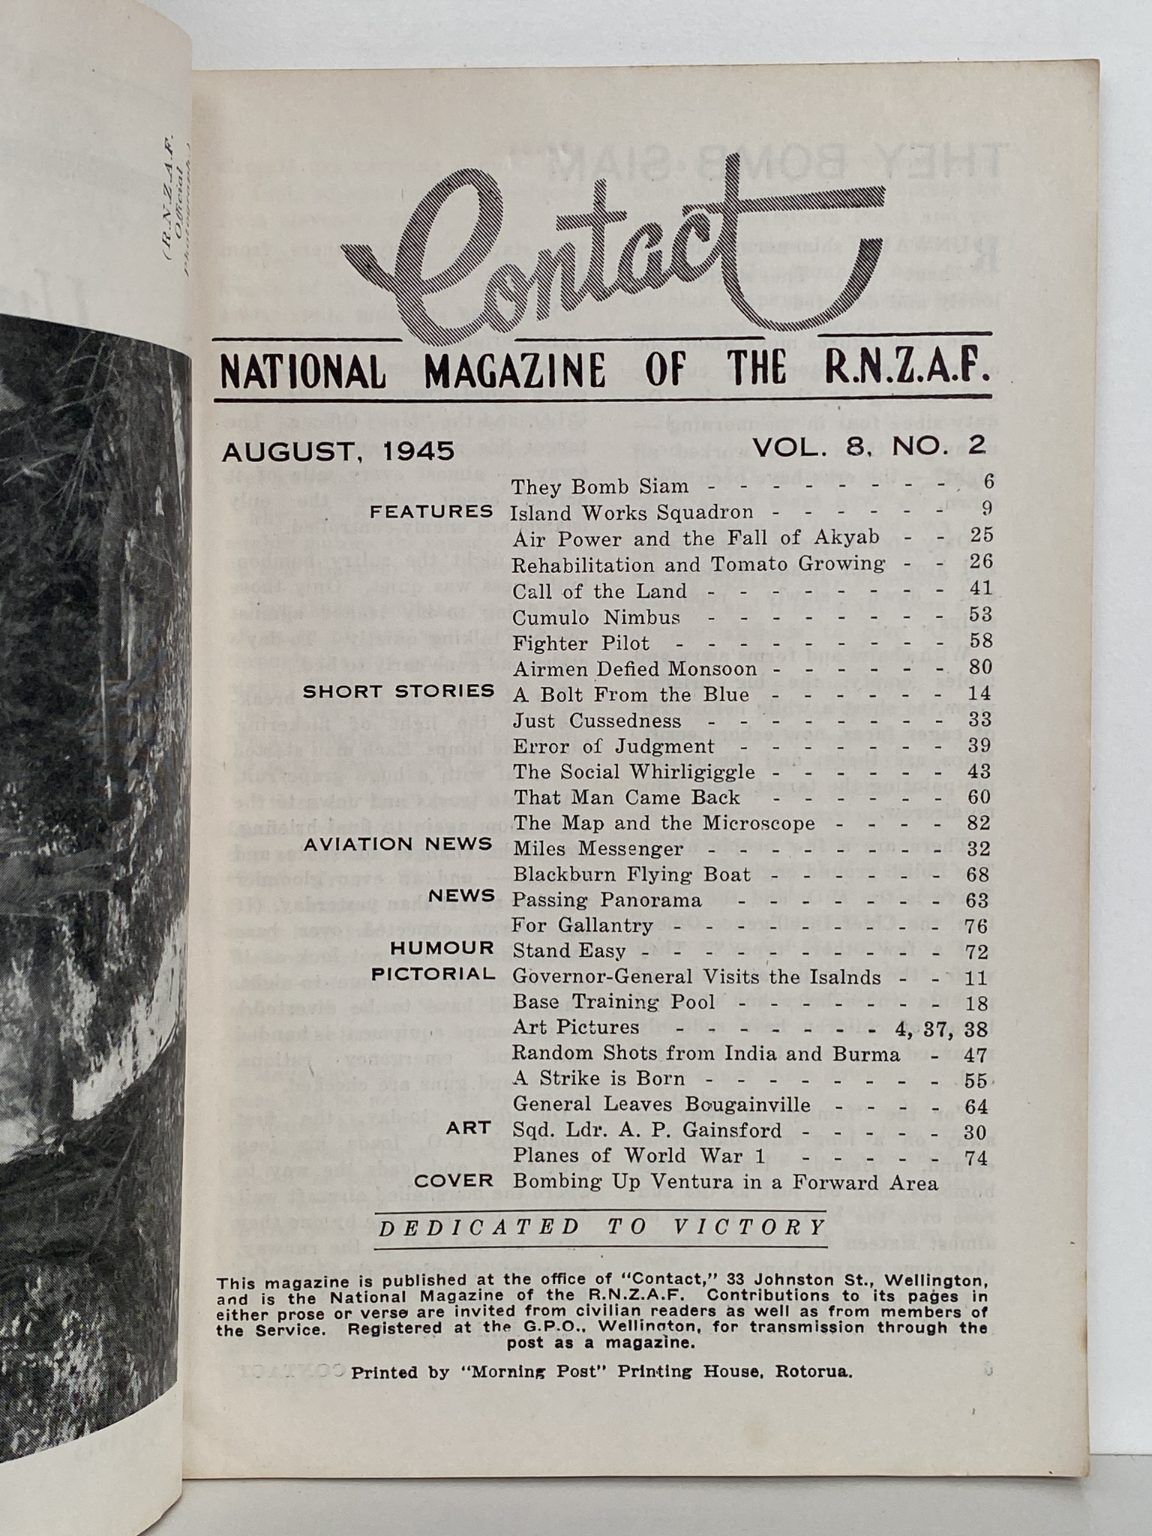 (R.N.Z.A.F.
Official
Contact
NATIONAL MAGAZINE OF THE R.N.Z.A.F.
AUGUST, 1945 VOL. 8, NO. 2
They Bomb Siam - - - - - - - - 6
FEATURES Island Works Squadron - - - - - - 9
Air Power and the Fall of Akyab - - 25
Rehabilitation and Tomato Growing - - 26
Call of the Land - - - - - - - - 41
Cumulo Nimbus - - - - - - - - 53
Fighter Pilot - - - - - - - - - 58
Airmen Defied Monsoon - - - - - - 80
SHORT STORIES A Bolt From the Blue - - - - - - 14
Just Cussedness - - - - - - - - 33
Error of Judgment - - - - - - - 39
The Social Whirligiggle - - - - - - 43
That Man Came Back - - - - - - 60
The Map and the Microscope - - - - 82
AVIATION NEWS Miles Messenger - - - - - - - - 32
Blackburn Flying Boat - - - - - - 68
NEWS Passing Panorama - - - - - - - 63
For Gallantry - - - - - - - - - 76
HUMOUR Stand Easy - - - - - - - - - - 72
PICTORIAL Governor-General Visits the Isalnds - - 11
Base Training Pool - - - - - - - 18
Art Pictures - - - - - - - 4, 37, 38
Random Shots from India and Burma - 47
A Strike is Born - - - - - - - - 55
General Leaves Bougainville - - - - 64
ART Sqd. Ldr. A. P. Gainsford - - - - - 30
Planes of World War 1 - - - - - 74
COVER Bombing Up Ventura in a Forward Area
DEDICATED TO VICTORY
This magazine is published at the office of "Contact," 33 Johnston St., Wellington,
and is the National Magazine of the R.N.Z.A.F. Contributions to its pages in
either prose or verse are invited from civilian readers as well as from members of
the Service. Registered at the G.P.O., Wellington, for transmission through the
post as a magazine.
Printed by "Morning Post" Printing House, Rotorua.